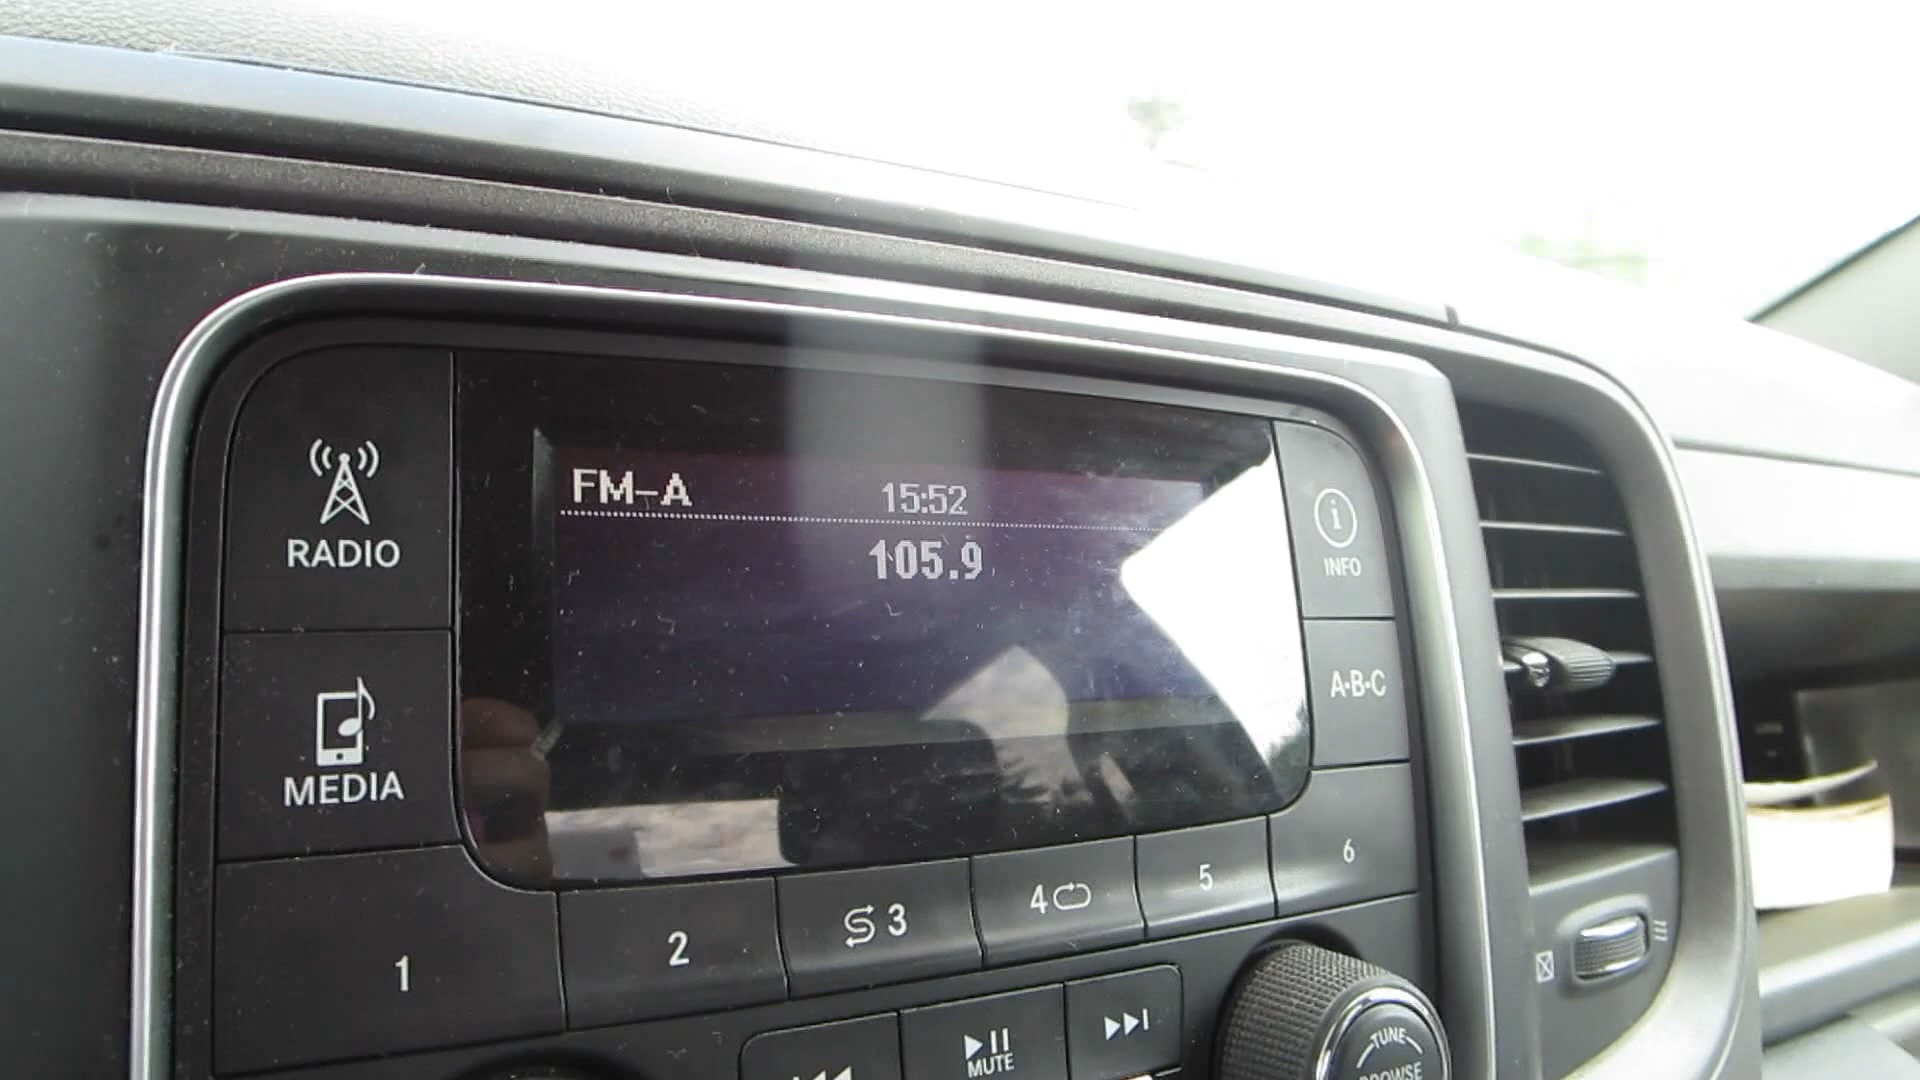 FM-A 15:52
105.9
RADIO
INFO
MEDIA
A·B·C
1
2
3
4
5
6
MUTE
TUNE
BROWSE